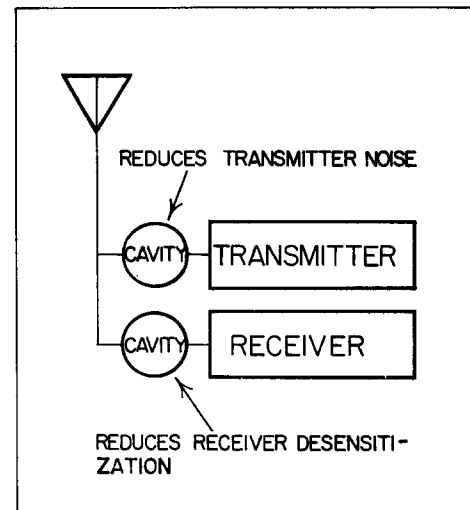 REDUCES TRANSMITTER NOISE
CAVITY TRANSMITTER
CAVITY RECEIVER
REDUCES RECEIVER DESENSITI-
ZATION